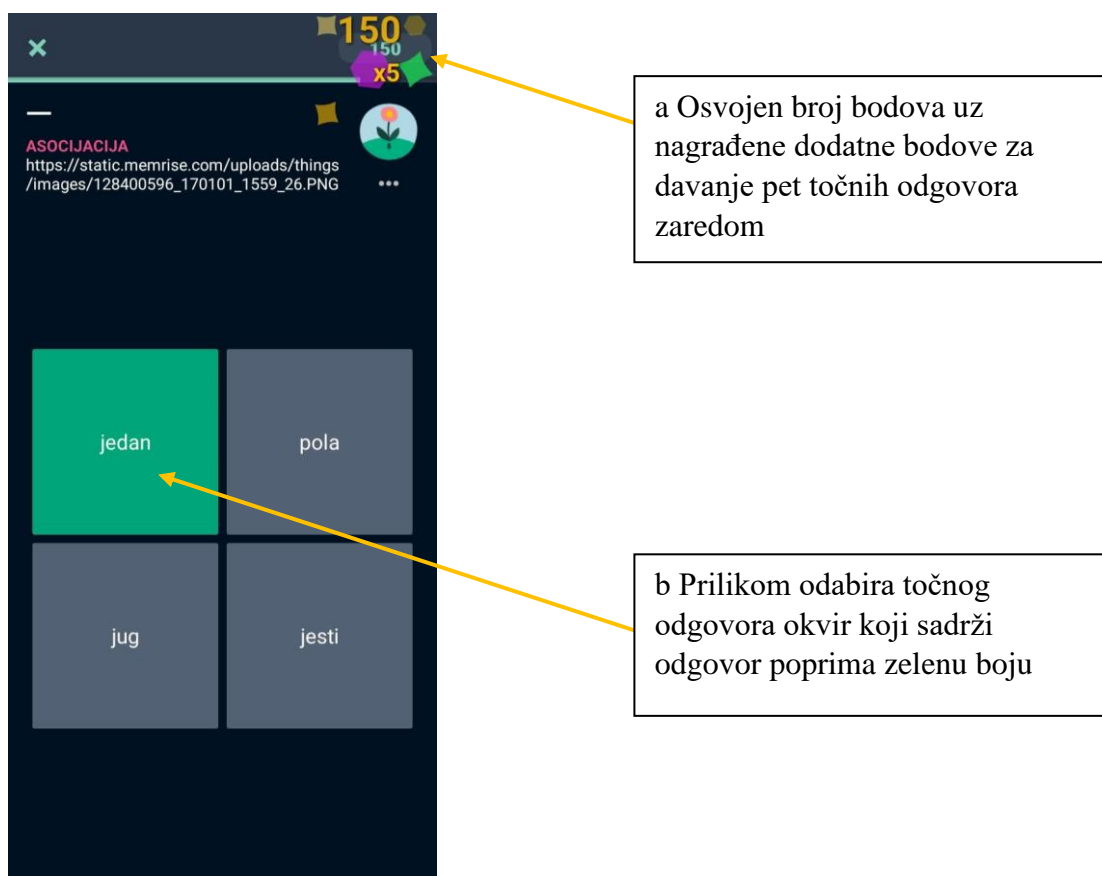 ×
150
150
x5
—
ASOCIJACIJA
https://static.memrise.com/uploads/things
/images/128400596_170101_1559_26.PNG
•••
jedan
pola
jug
jesti
a Osvojen broj bodova uz
nagrađene dodatne bodove za
davanje pet točnih odgovora
zaredom
b Prilikom odabira točnog
odgovora okvir koji sadrži
odgovor poprima zelenu boju